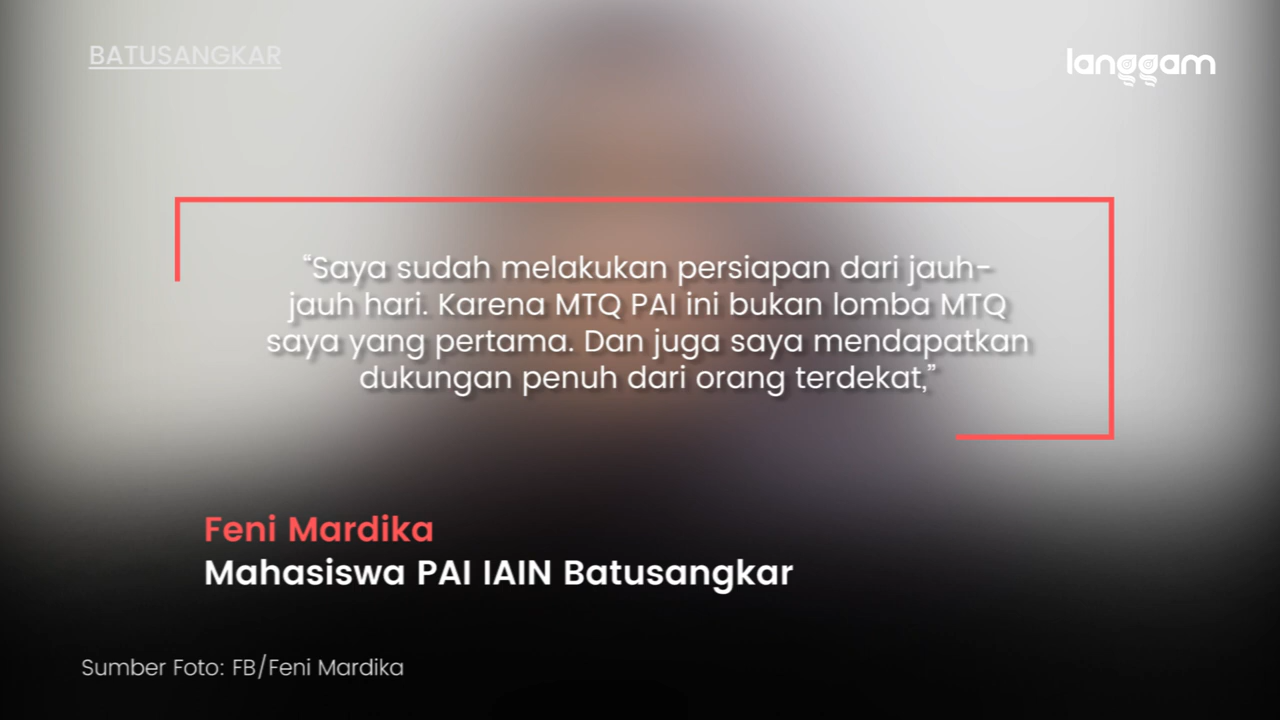 BATUSANGKAR
langgam
“Saya sudah melakukan persiapan dari jauh-
jauh hari. Karena MTQ PAI ini bukan lomba MTQ
saya yang pertama. Dan juga saya mendapatkan
dukungan penuh dari orang terdekat,”
Feni Mardika
Mahasiswa PAI IAIN Batusangkar
Sumber Foto: FB/Feni Mardika